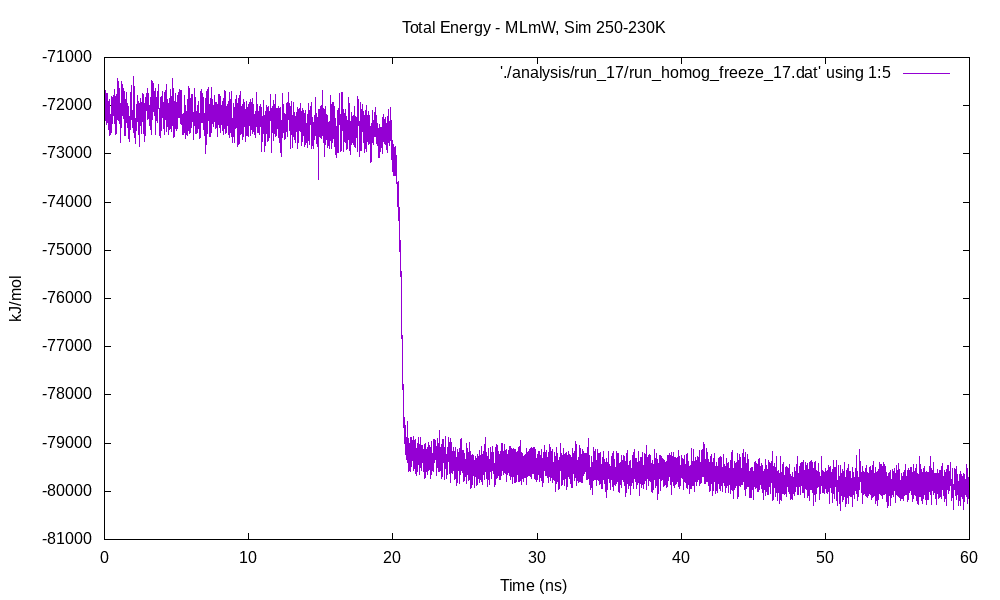 Total Energy - MLmW, Sim 250-230K
'./analysis/run_17/run_homog_freeze_17.dat' using 1:5
-71000
-72000
-73000
-74000
-75000
-76000
-77000
-78000
-79000
-80000
-81000
kJ/mol
0 10 20 30 40 50 60
Time (ns)